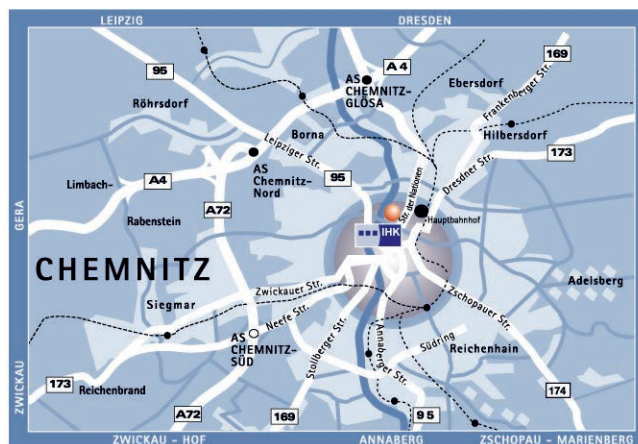 LEIPZIG
DRESDEN
169
95
A 4
AS
CHEMNITZ-
GLÖSA
Ebersdorf
Frankenberger Str.
Röhrsdorf
Borna
Hilbersdorf
Leipziger Str.
173
AS
Chemnitz-
Nord
95
Str. der Nationen
Dresdner Str.
Limbach-
A4
A72
GERA
Rabenstein
Hauptbahnhof
IHK
CHEMNITZ
Adelsberg
Siegmar
Zwickauer Str.
Neefe Str.
Zschopauer Str.
AS
CHEMNITZ-
SÜD
Stollberger Str.
Annaberger Str.
Südring
Reichenhain
ZWICKAU
173
Reichenbrand
174
A72
169
95
ZWICKAU - HOF
ANNABERG
ZSCHOPAU - MARIENBERG